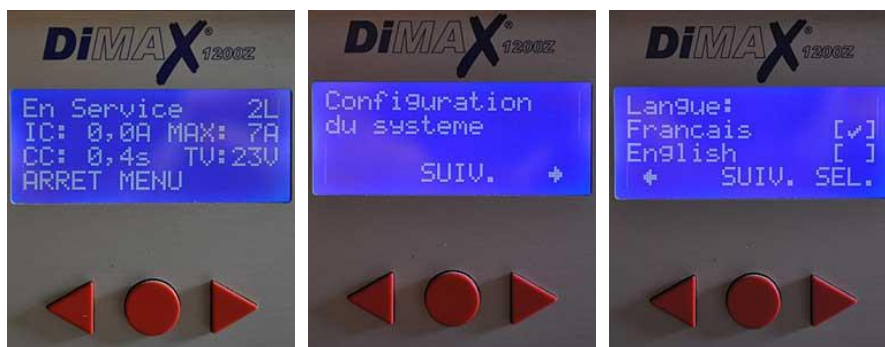 DiMAX® 1200Z
En Service 2L
IC: 0,0A MAX: 7A
CC: 0,4s TV:23V
ARRET MENU
DiMAX® 1200Z
Configuration
du systeme
SUIV. →
DiMAX® 1200Z
Langue:
Francais [✓]
English [ ]
← SUIV. SEL.